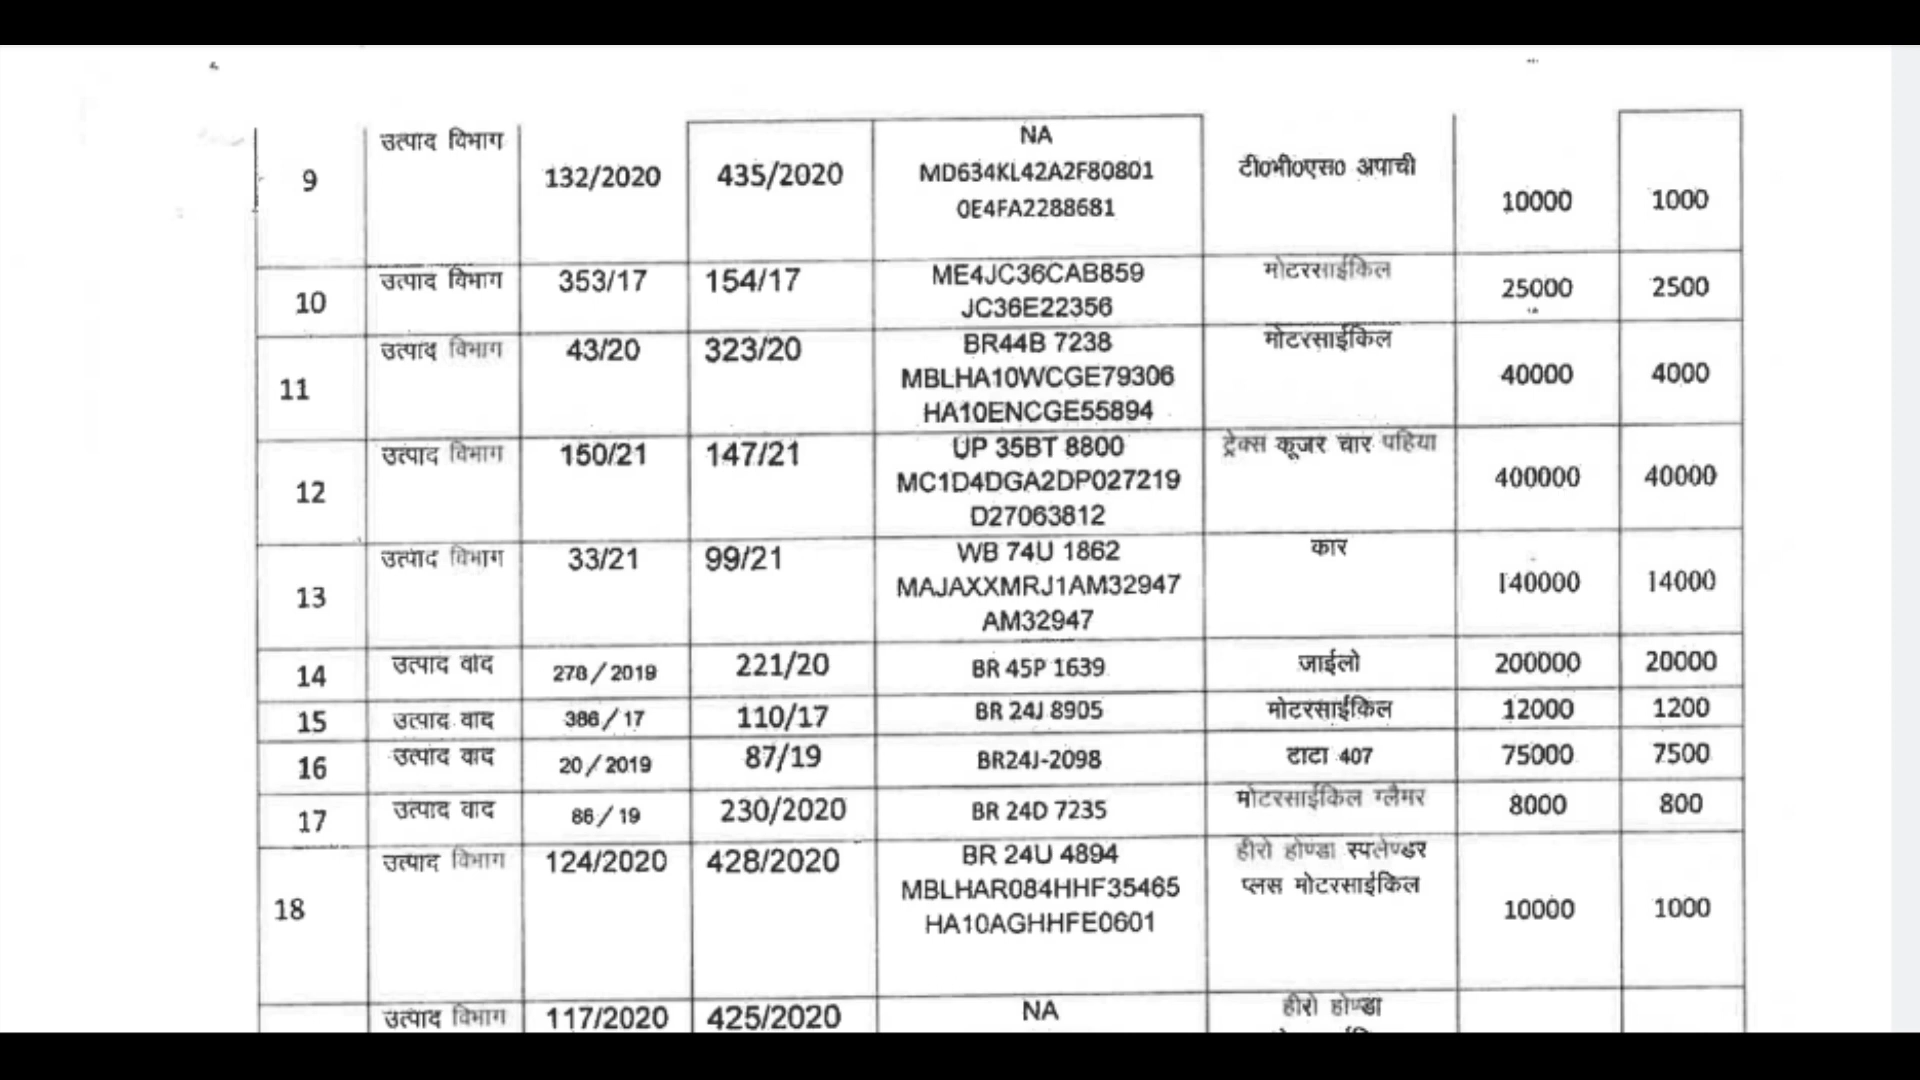 9 उत्पाद विभाग 132/2020 435/2020 NA टी0भी0एस0 अपाची 10000 1000
MD634KL42A2F80801
0E4FA2288681
10 उत्पाद विभाग 353/17 154/17 ME4JC36CAB859 मोटरसाईकिल 25000 2500
JC36E22356
11 उत्पाद विभाग 43/20 323/20 BR44B 7238 मोटरसाईकिल 40000 4000
MBLHA10WCGE79306
HA10ENCGE55894
12 उत्पाद विभाग 150/21 147/21 UP 35BT 8800 ट्रेक्स कूजर चार पहिया 400000 40000
MC1D4DGA2DP027219
D27063812
13 उत्पाद विभाग 33/21 99/21 WB 74U 1862 कार 140000 14000
MAJAXXMRJ1AM32947
AM32947
14 उत्पाद वाद 278/2019 221/20 BR 45P 1639 जाईलो 200000 20000
15 उत्पाद वाद 386/17 110/17 BR 24J 8905 मोटरसाईकिल 12000 1200
16 उत्पाद वाद 20/2019 87/19 BR24J-2098 टाटा 407 75000 7500
17 उत्पाद वाद 86/19 230/2020 BR 24D 7235 मोटरसाईकिल ग्लैमर 8000 800
18 उत्पाद विभाग 124/2020 428/2020 BR 24U 4894 हीरो होण्डा स्पलेण्डर 10000 1000
MBLHAR084HHF35465 प्लस मोटरसाईकिल
HA10AGHHFE0601
उत्पाद विभाग 117/2020 425/2020 NA हीरो होण्डा